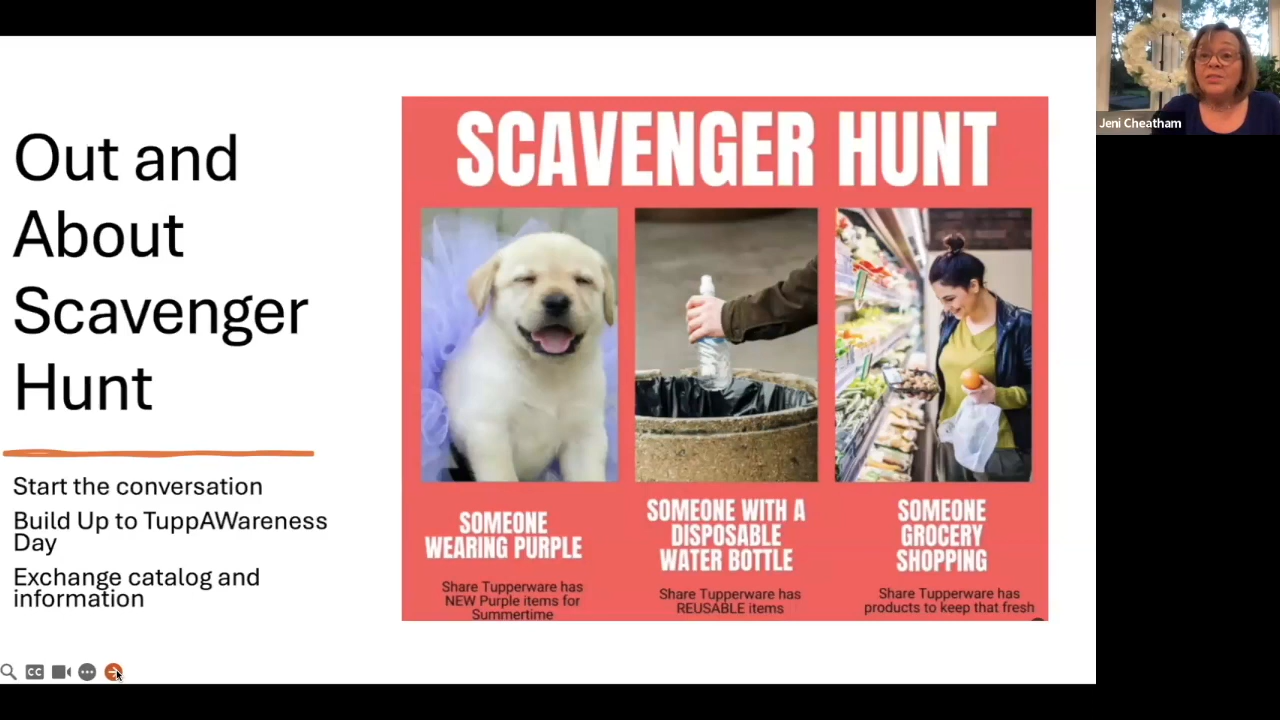 Out and
About
Scavenger
Hunt
Start the conversation
Build Up to TuppAWareness
Day
Exchange catalog and
information
SCAVENGER HUNT
SOMEONE
WEARING PURPLE
Share Tupperware has
NEW Purple items for
Summertime
SOMEONE WITH A
DISPOSABLE
WATER BOTTLE
Share Tupperware has
REUSABLE items
SOMEONE
GROCERY
SHOPPING
Share Tupperware has
products to keep that fresh
Jeni Cheatham
CC